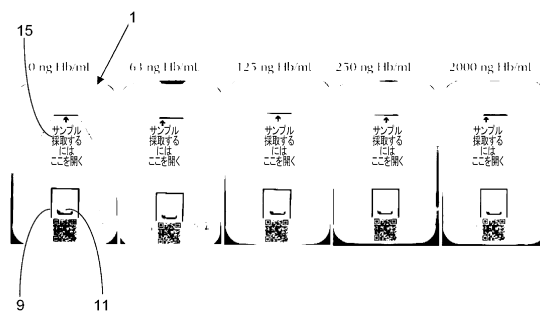 15
1
0 ng Hb/ml
63 ng Hb/ml
125 ng Hb/ml
250 ng Hb/ml
2000 ng Hb/ml
サンプル
採取する
には
ここを開く
サンプル
採取する
には
ここを開く
サンプル
採取する
には
ここを開く
サンプル
採取する
には
ここを開く
サンプル
採取する
には
ここを開く
9
11